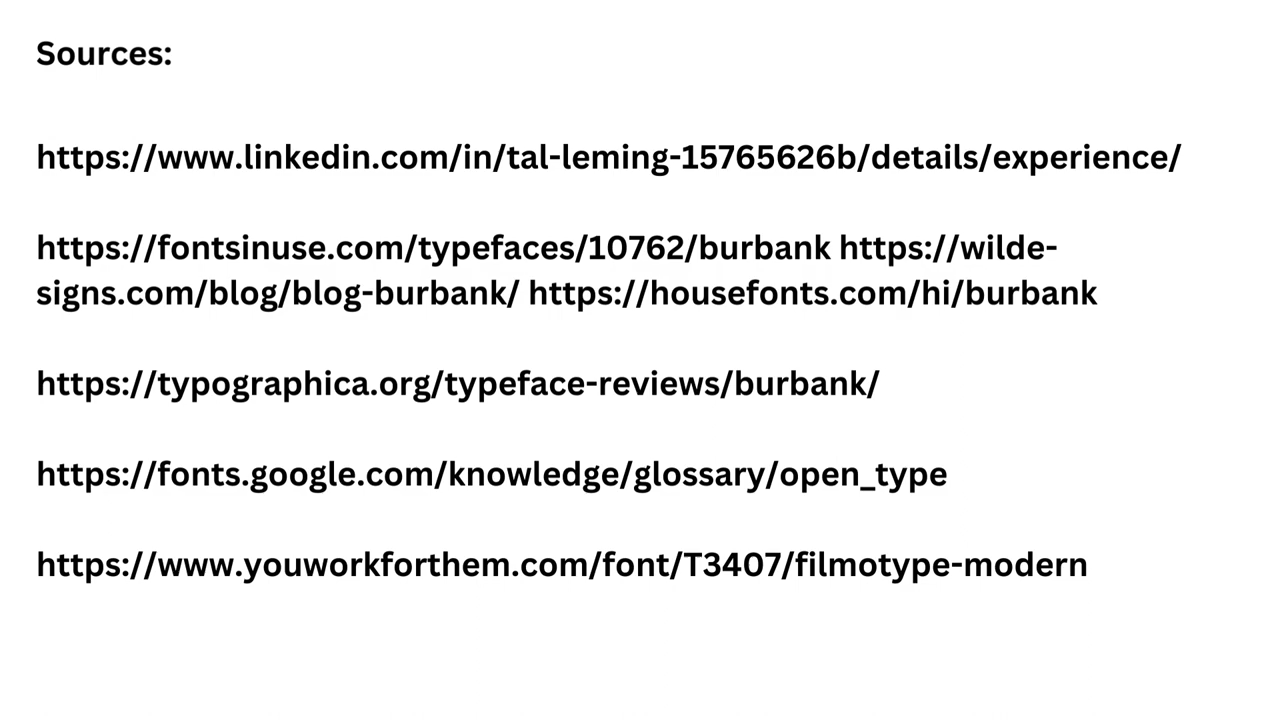 Sources:
https://www.linkedin.com/in/tal-leming-15765626b/details/experience/
https://fontsinuse.com/typefaces/10762/burbank https://wilde-
signs.com/blog/blog-burbank/ https://housefonts.com/hi/burbank
https://typographica.org/typeface-reviews/burbank/
https://fonts.google.com/knowledge/glossary/open_type
https://www.youworkforthem.com/font/T3407/filmotype-modern